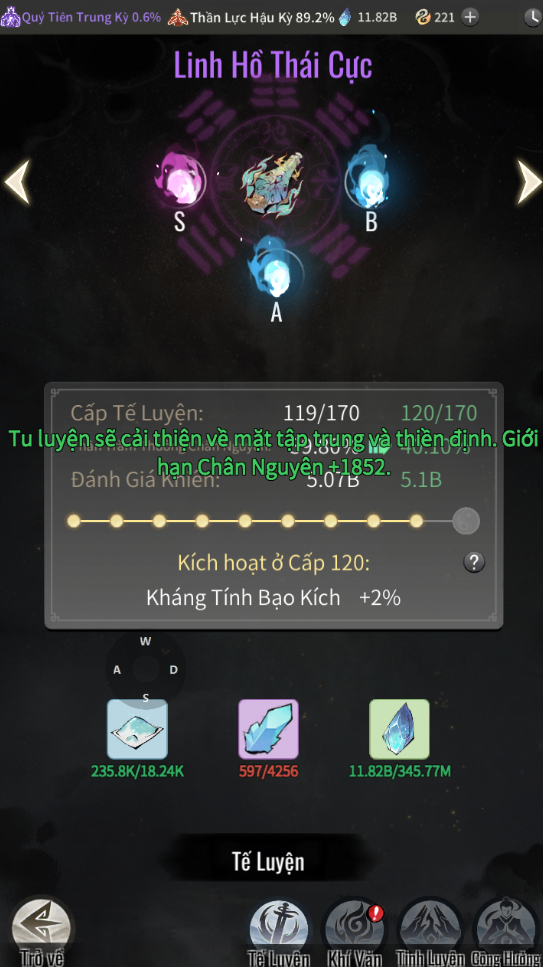 Quỷ Tiên Trung Kỳ 0.6% Thần Lực Hậu Kỳ 89.2% 11.82B 221
Linh Hồ Thái Cực
S
B
A
Cấp Tế Luyện: 119/170 120/170
Tu luyện sẽ cải thiện về mặt tập trung và thiền định. Giới
hạn Chân Nguyên +1852.
39.80% 40.10%
Đánh Giá Khiên: 5.07B 5.1B
Kích hoạt ở Cấp 120:
?
Kháng Tính Bạo Kích +2%
W
A D
S
235.8K/18.24K 597/4256 11.82B/345.77M
Tế Luyện
Trở về Tế Luyện Khí Văn Tinh Luyện Cộng Hưởng